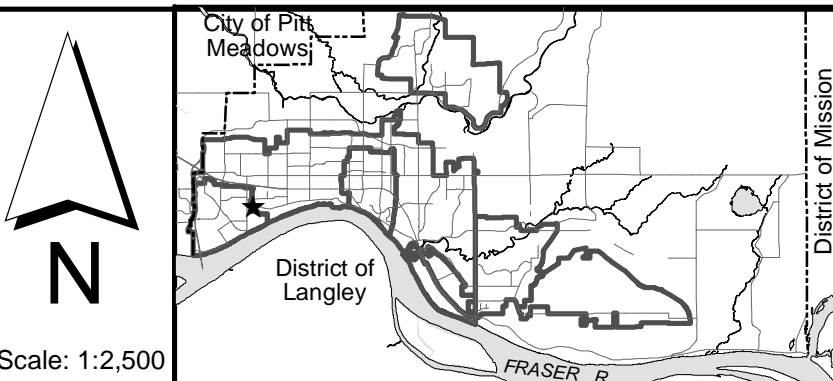 N
Scale: 1:2,500
City of Pitt
Meadows
District of
Langley
FRASER R.
District of Mission